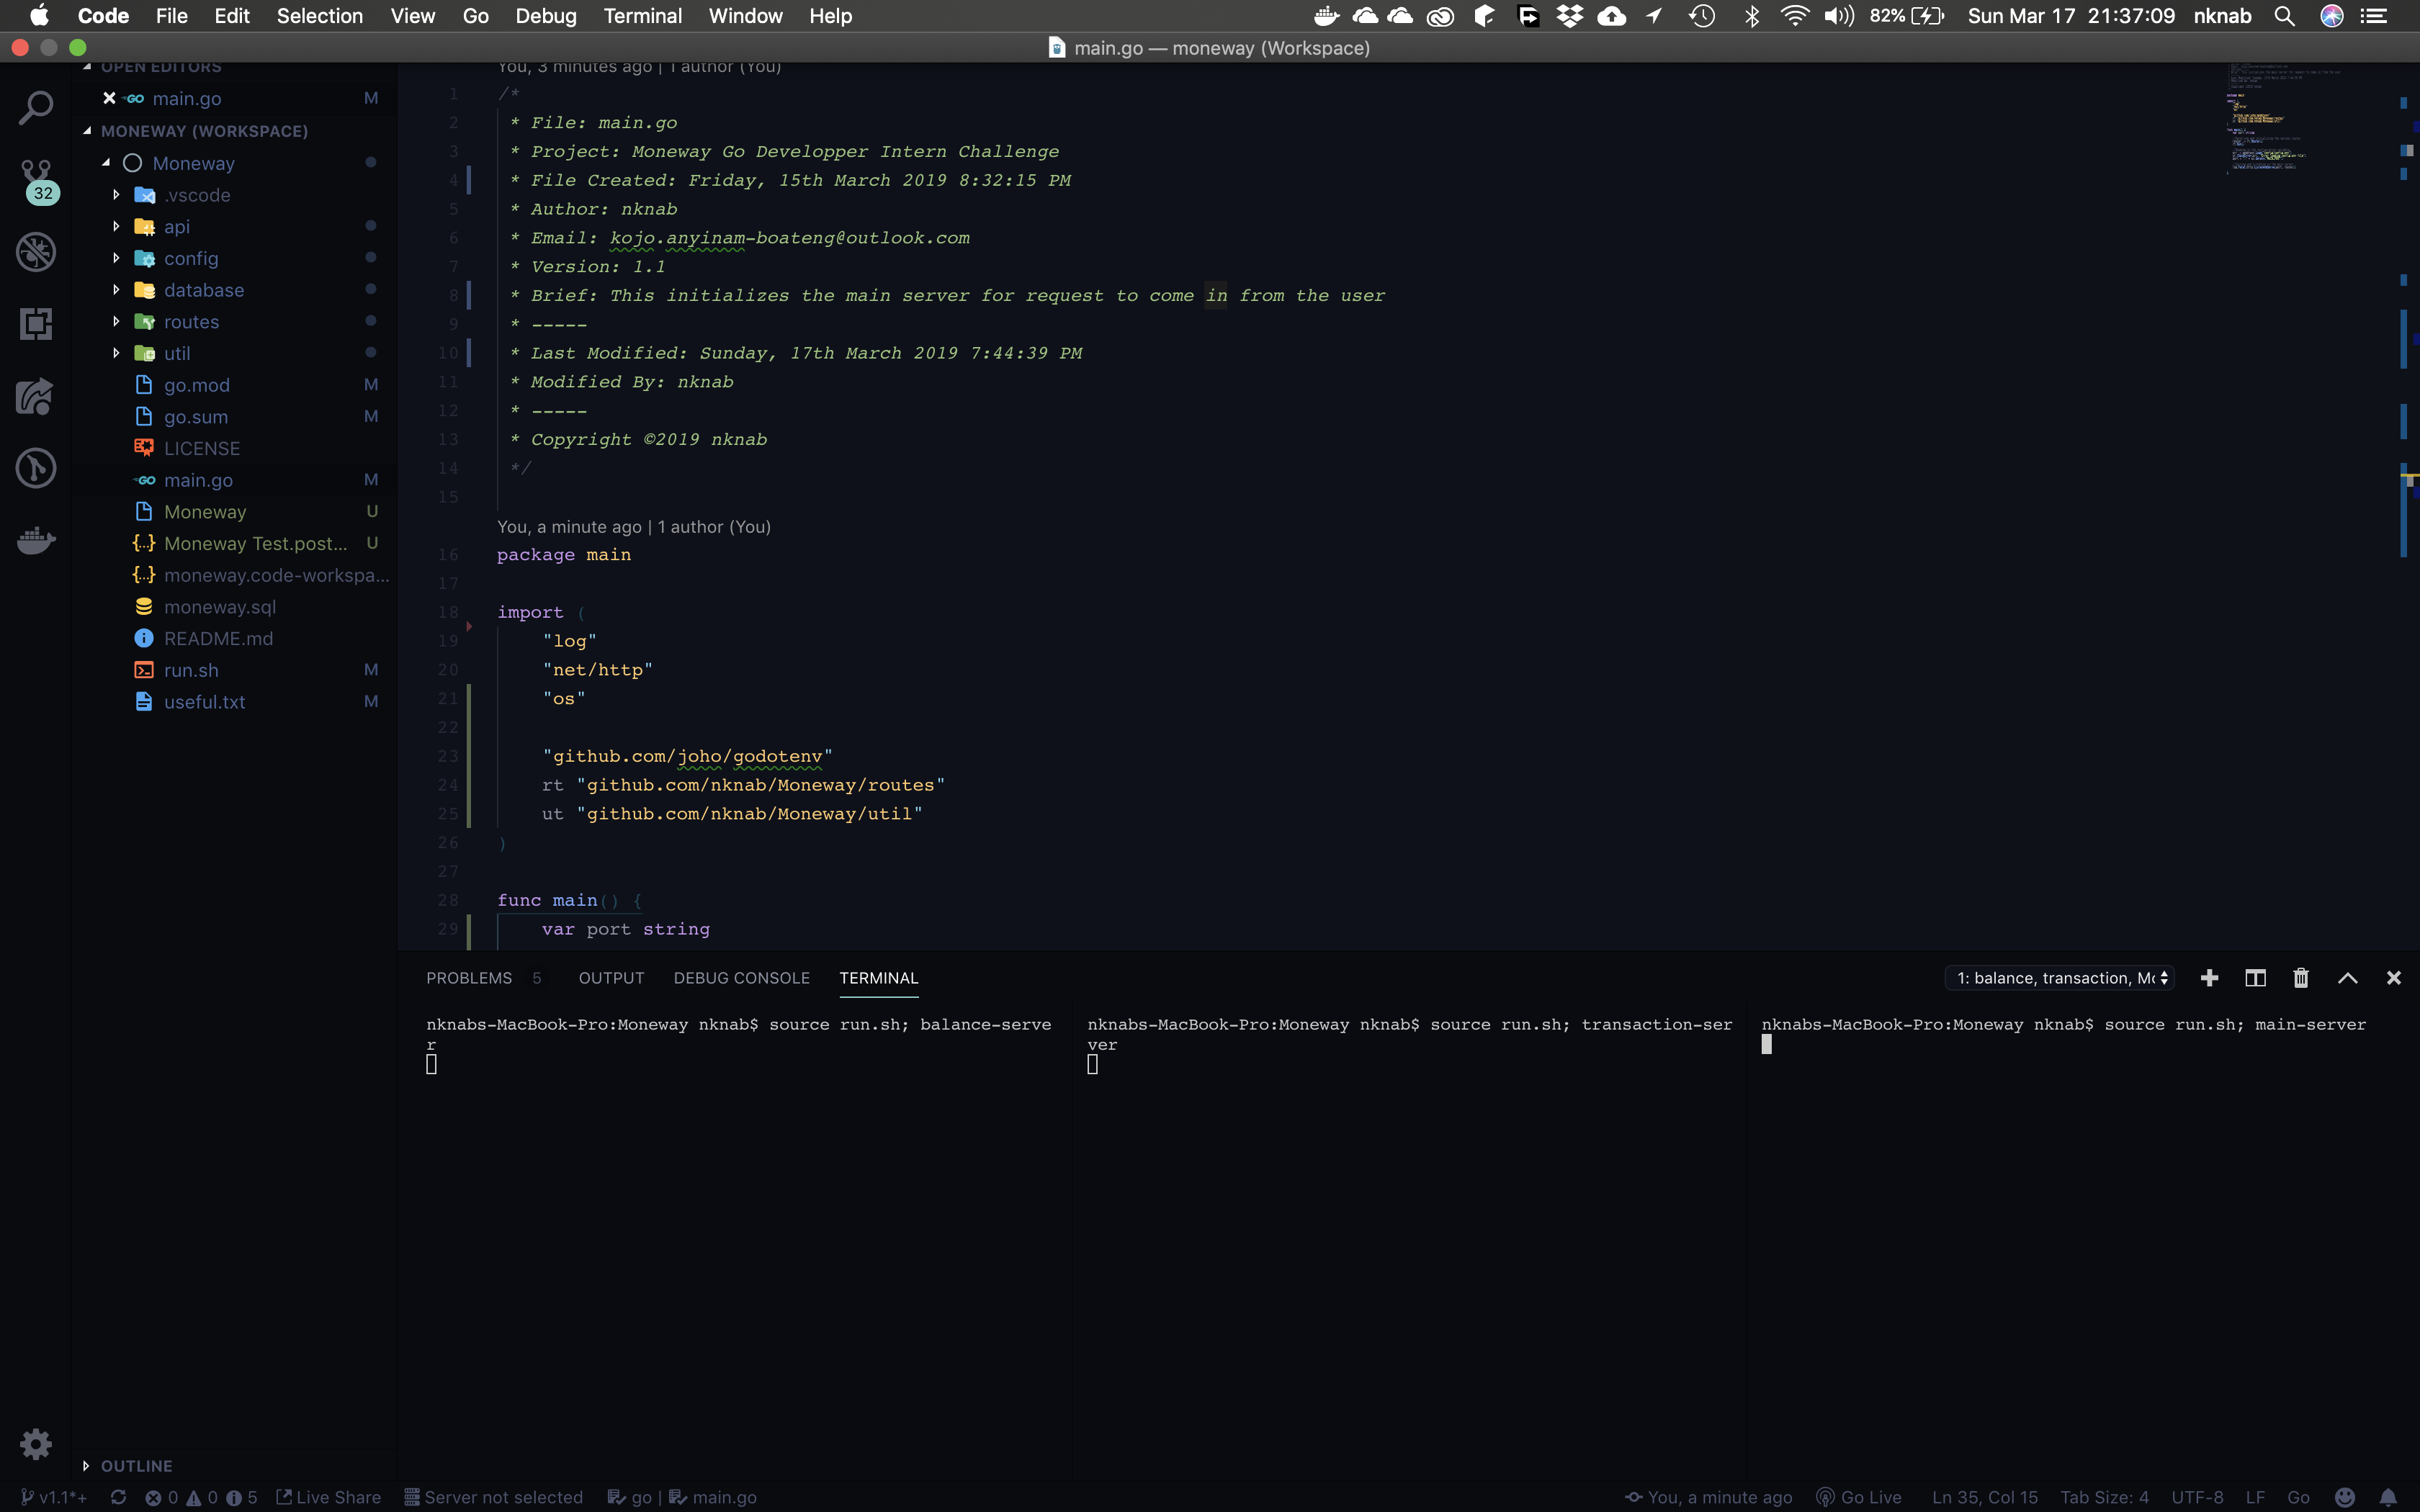 Code File Edit Selection View Go Debug Terminal Window Help 82% Sun Mar 17 21:37:09 nknab
main.go — moneway (Workspace)
OPEN EDITORS
main.go M
MONEWAY (WORKSPACE)
Moneway
.vscode
api
config
database
routes
util
go.mod M
go.sum M
LICENSE
main.go M
Moneway U
Moneway Test.post... U
moneway.code-workspa...
moneway.sql
README.md
run.sh M
useful.txt M
OUTLINE
32
You, 3 minutes ago | 1 author (You)
1 /*
2 * File: main.go
3 * Project: Moneway Go Developper Intern Challenge
4 * File Created: Friday, 15th March 2019 8:32:15 PM
5 * Author: nknab
6 * Email: kojo.anyinam-boateng@outlook.com
7 * Version: 1.1
8 * Brief: This initializes the main server for request to come in from the user
9 * -----
10 * Last Modified: Sunday, 17th March 2019 7:44:39 PM
11 * Modified By: nknab
12 * -----
13 * Copyright ©2019 nknab
14 */
15
You, a minute ago | 1 author (You)
16 package main
17
18 import (
19 "log"
20 "net/http"
21 "os"
22
23 "github.com/joho/godotenv"
24 rt "github.com/nknab/Moneway/routes"
25 ut "github.com/nknab/Moneway/util"
26 )
27
28 func main() {
29 var port string
PROBLEMS 5 OUTPUT DEBUG CONSOLE TERMINAL 1: balance, transaction, Mc
nknabs-MacBook-Pro:Moneway nknab$ source run.sh; balance-serve
r
nknabs-MacBook-Pro:Moneway nknab$ source run.sh; transaction-ser
ver
nknabs-MacBook-Pro:Moneway nknab$ source run.sh; main-server
v1.1*+ 0 0 5 Live Share Server not selected go | main.go You, a minute ago Go Live Ln 35, Col 15 Tab Size: 4 UTF-8 LF Go